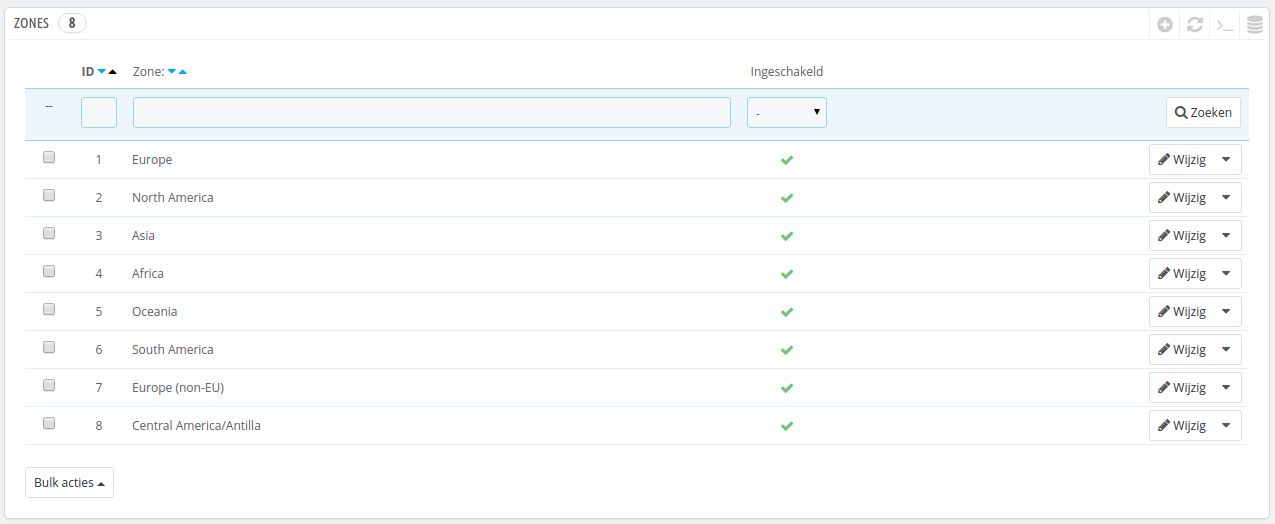 ZONES 8
ID Zone: Ingeschakeld
-- - Zoeken
1 Europe Wijzig
2 North America Wijzig
3 Asia Wijzig
4 Africa Wijzig
5 Oceania Wijzig
6 South America Wijzig
7 Europe (non-EU) Wijzig
8 Central America/Antilla Wijzig
Bulk acties